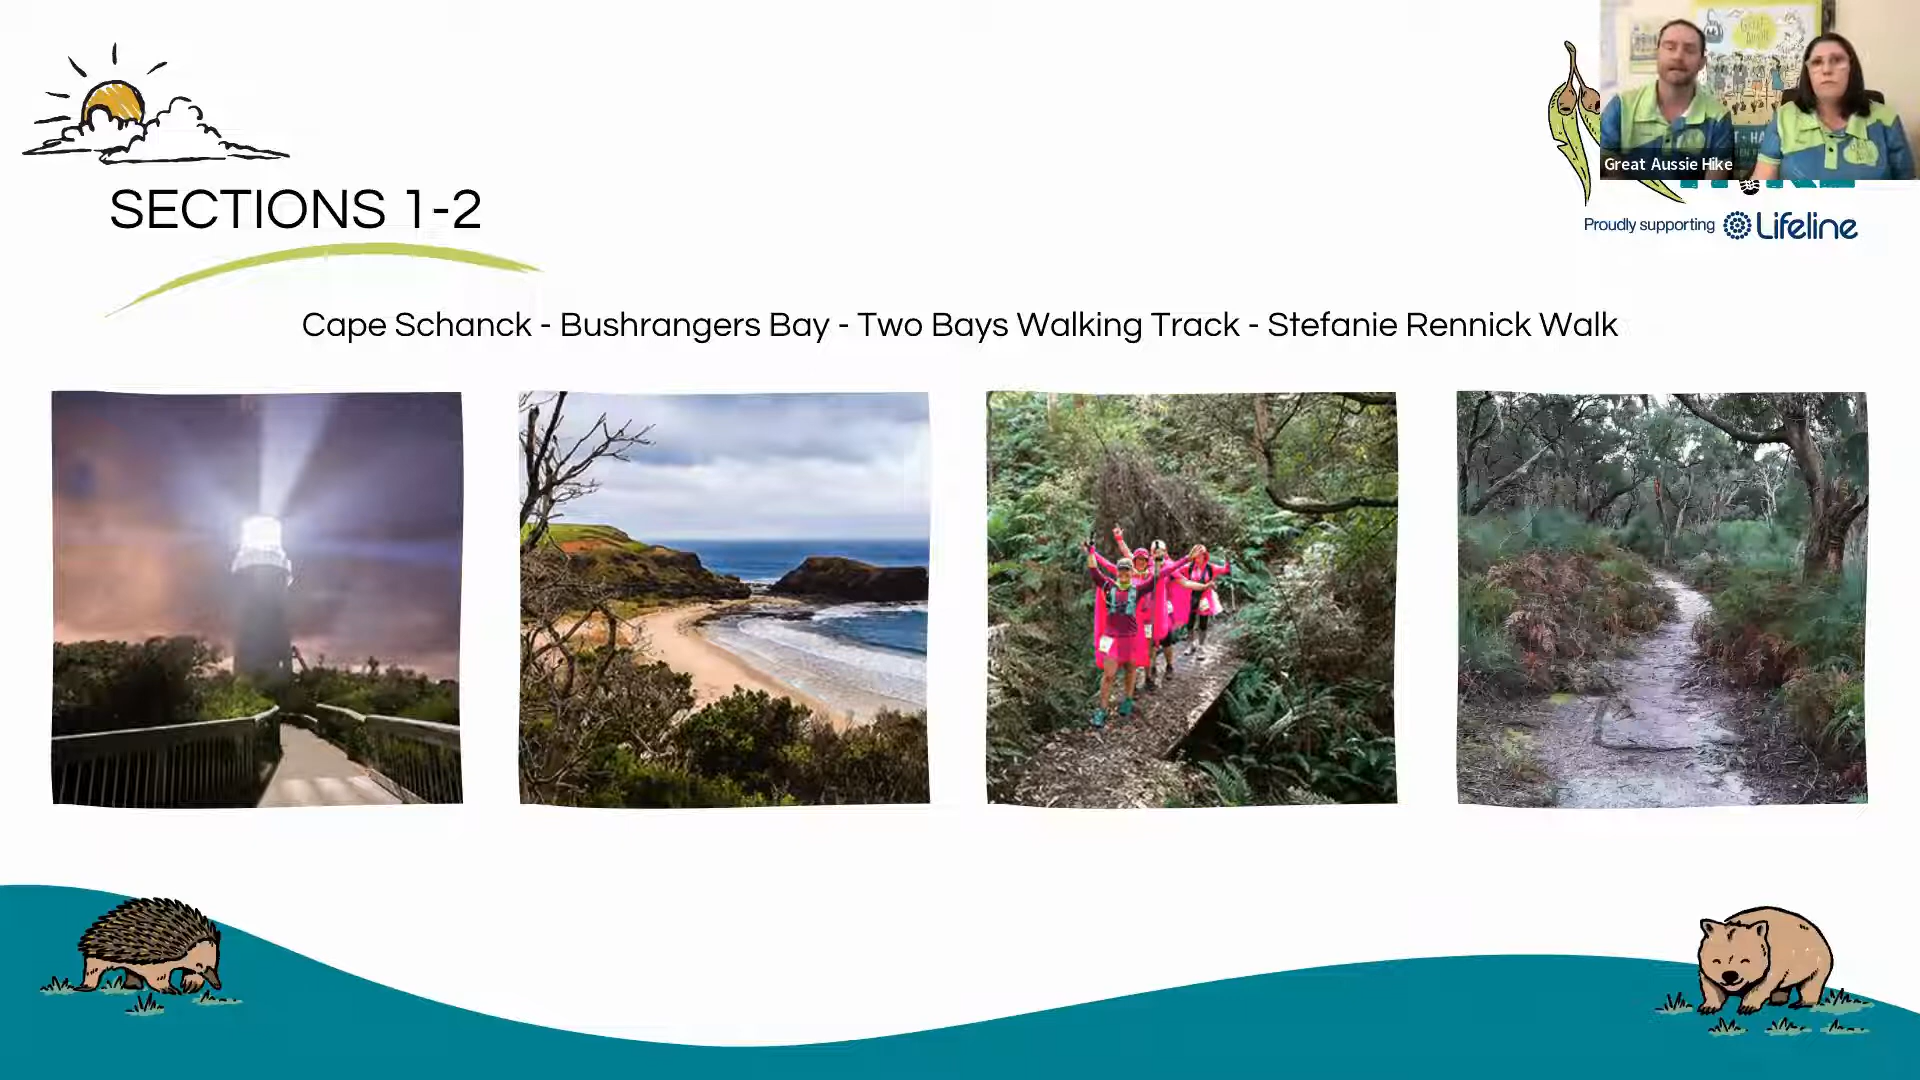 Great Aussie Hike
Proudly supporting Lifeline
SECTIONS 1-2
Cape Schanck - Bushrangers Bay - Two Bays Walking Track - Stefanie Rennick Walk